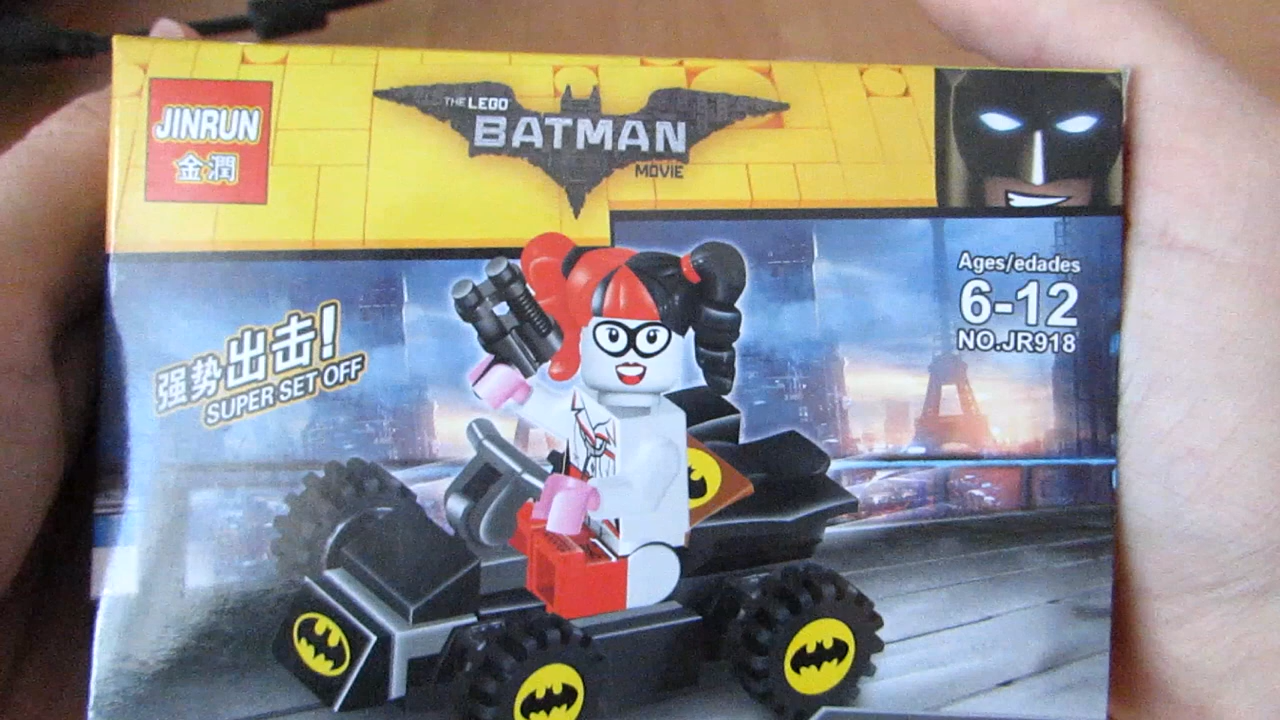 JINRUN
金潤
THE LEGO
BATMAN
MOVIE
Ages/edades
6-12
NO.JR918
强势出击!
SUPER SET OFF